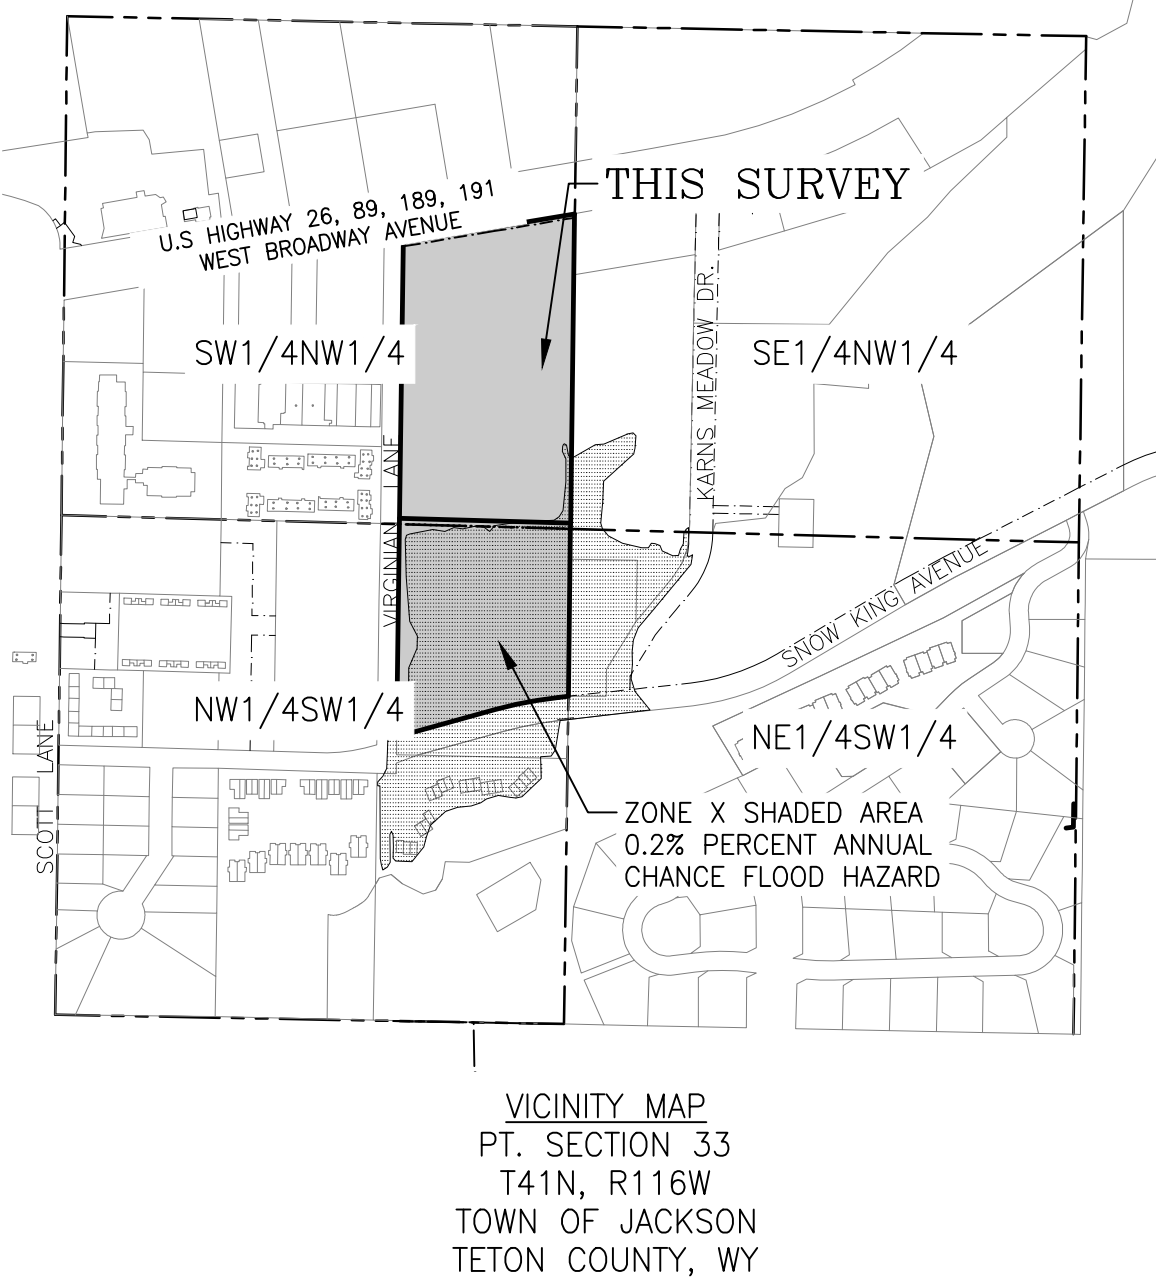 THIS SURVEY
U.S HIGHWAY 26, 89, 189, 191
WEST BROADWAY AVENUE
KARNS MEADOW DR.
SW1/4NW1/4
SE1/4NW1/4
VIRGINIAN LANE
SNOW KING AVENUE
NW1/4SW1/4
NE1/4SW1/4
SCOTT LANE
ZONE X SHADED AREA
0.2% PERCENT ANNUAL
CHANCE FLOOD HAZARD
VICINITY MAP
PT. SECTION 33
T41N, R116W
TOWN OF JACKSON
TETON COUNTY, WY